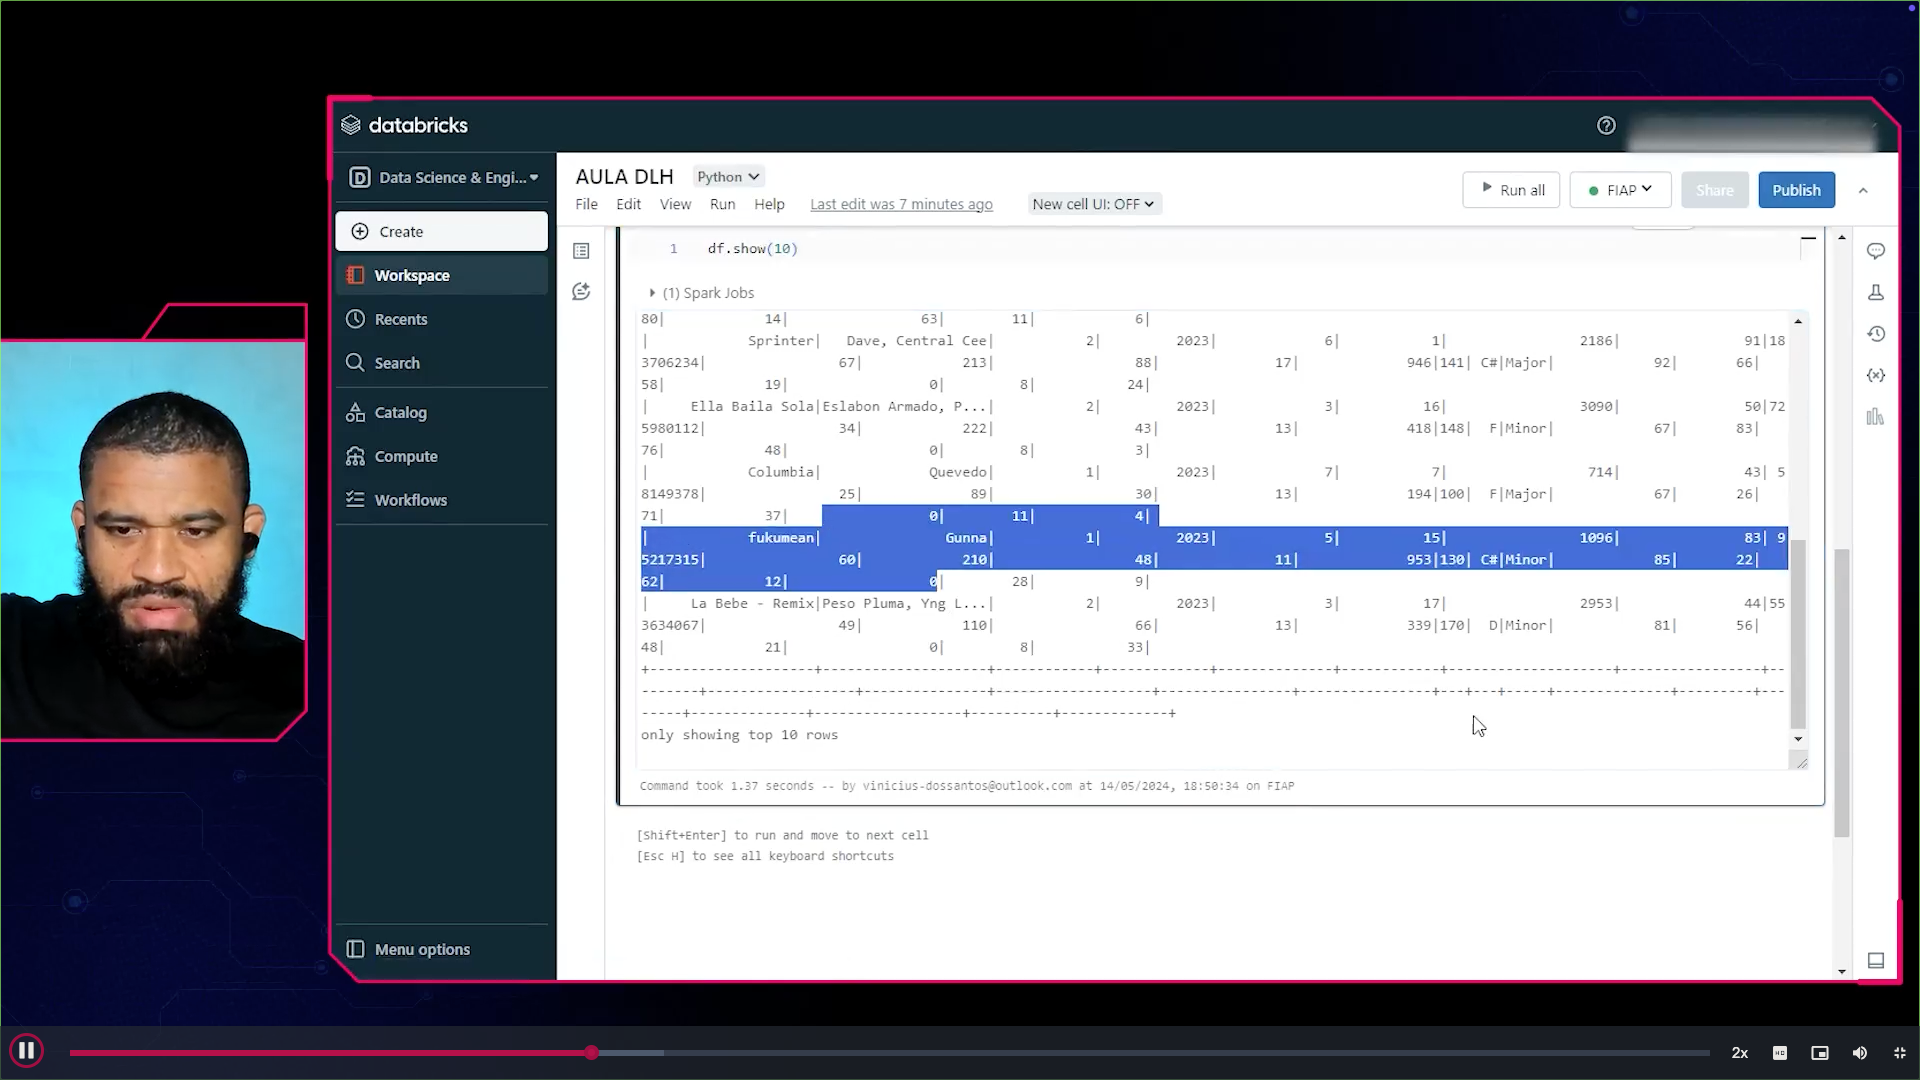 databricks
Data Science & Engi...
Create
Workspace
Recents
Search
Catalog
Compute
Workflows
Menu options
AULA DLH Python
File Edit View Run Help Last edit was 7 minutes ago New cell UI: OFF
Run all FIAP Share Publish
1 df.show(10)
(1) Spark Jobs
80| 14| 63| 11| 6|
| Sprinter| Dave, Central Cee| 2| 2023| 6| 1| 2186| 91|18
3706234| 67| 213| 88| 17| 946|141| C#|Major| 92| 66|
58| 19| 0| 8| 24|
| Ella Baila Sola|Eslabon Armado, P...| 2| 2023| 3| 16| 3090| 50|72
5980112| 34| 222| 43| 13| 418|148| F|Minor| 67| 83|
76| 48| 0| 8| 3|
| Columbia| Quevedo| 1| 2023| 7| 7| 714| 43| 5
8149378| 25| 89| 30| 13| 194|100| F|Major| 67| 26|
71| 37| 0| 11| 4|
| fukumean| Gunna| 1| 2023| 5| 15| 1096| 83| 9
5217315| 60| 210| 48| 11| 953|130| C#|Minor| 85| 22|
62| 12| 0| 28| 9|
| La Bebe - Remix|Peso Pluma, Yng L...| 2| 2023| 3| 17| 2953| 44|55
3634067| 49| 110| 66| 13| 339|170| D|Minor| 81| 56|
48| 21| 0| 8| 33|
+-----------------+------------------+------------+-------------+--------------+------------+--------------------+-----------------+--
-------+-----------------+---------------+------------------+---------------+----------------+---+---+-----+--------------+---------+--
-----+--------------+------------------+----------+-------------+
only showing top 10 rows
Command took 1.37 seconds -- by vinicius-dossantos@outlook.com at 14/05/2024, 18:50:34 on FIAP
[Shift+Enter] to run and move to next cell
[Esc H] to see all keyboard shortcuts
2x